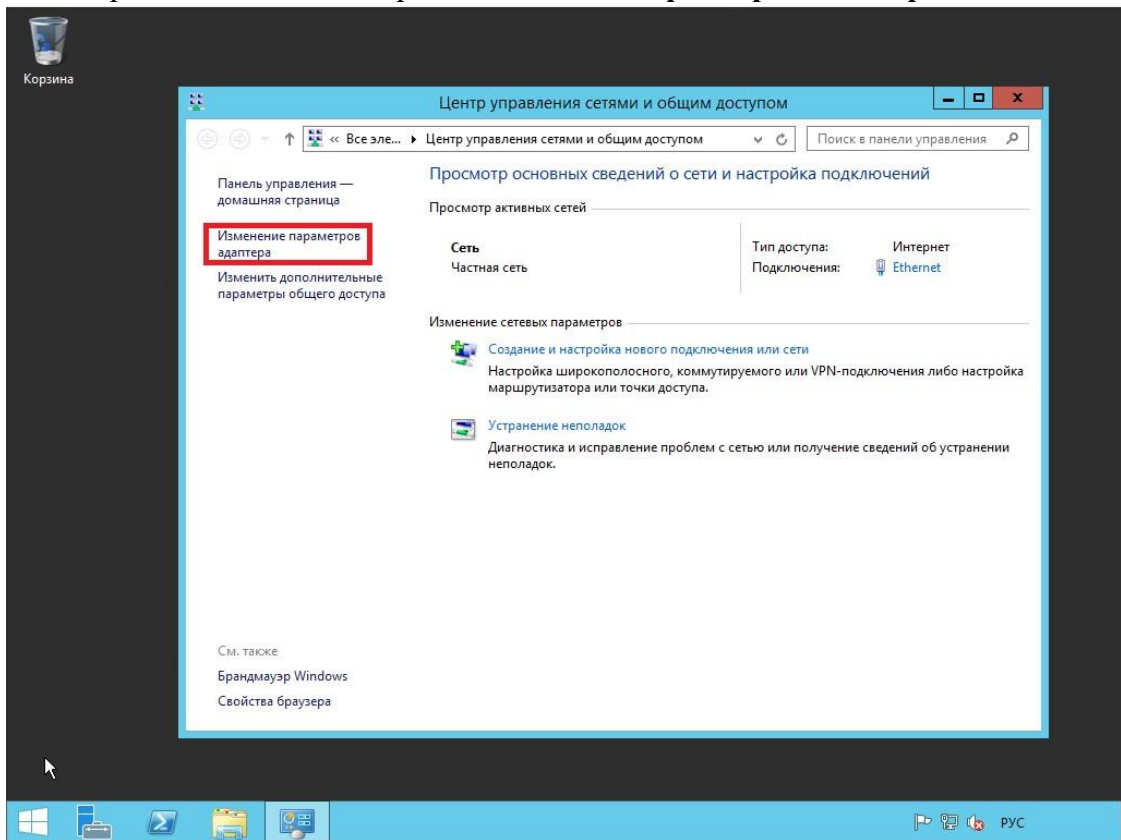 Корзина
Центр управления сетями и общим доступом
« Все эле... Центр управления сетями и общим доступом
Поиск в панели управления
Панель управления —
домашняя страница
Изменение параметров
адаптера
Изменить дополнительные
параметры общего доступа
Просмотр основных сведений о сети и настройка подключений
Просмотр активных сетей
Сеть
Частная сеть
Тип доступа: Интернет
Подключения: Ethernet
Изменение сетевых параметров
Создание и настройка нового подключения или сети
Настройка широкополосного, коммутируемого или VPN-подключения либо настройка
маршрутизатора или точки доступа.
Устранение неполадок
Диагностика и исправление проблем с сетью или получение сведений об устранении
неполадок.
См. также
Брандмауэр Windows
Свойства браузера
РУС